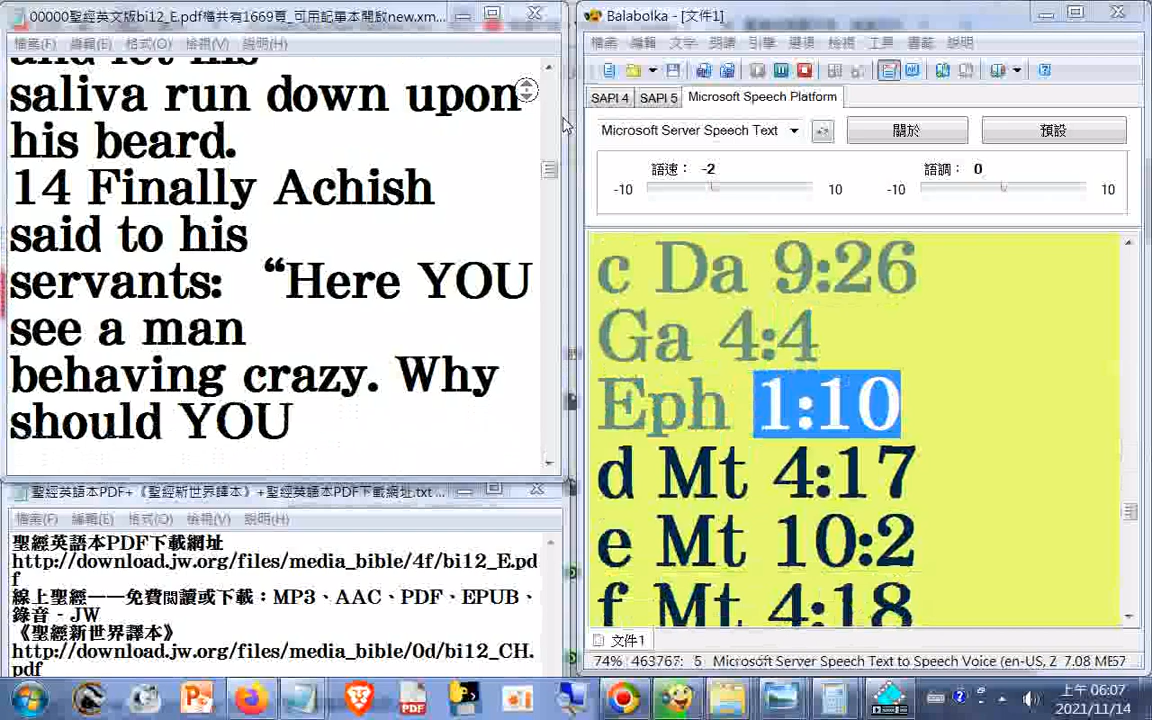 00000聖經英文版bi12_E.pdf檔共有1669頁_可用記事本開啟new.xm...
檔案(F) 編輯(E) 格式(O) 檢視(V) 說明(H)
and let his
saliva run down upon
his beard.
14 Finally Achish
said to his
servants: “Here YOU
see a man
behaving crazy. Why
should YOU
聖經英語本PDF+《聖經新世界譯本》+聖經英語本PDF下載網址.txt ...
檔案(F) 編輯(E) 格式(O) 檢視(V) 說明(H)
聖經英語本PDF下載網址
http://download.jw.org/files/media_bible/4f/bi12_E.pd
f
線上聖經——免費閱讀或下載：MP3、AAC、PDF、EPUB、
錄音 - JW
《聖經新世界譯本》
http://download.jw.org/files/media_bible/0d/bi12_CH.
pdf
Balabolka - [文件1]
檔案 編輯 文字 朗讀 引擎 選項 檢視 工具 書籤 說明
SAPI 4 SAPI 5 Microsoft Speech Platform
Microsoft Server Speech Text 關於 預設
語速： -2 語調： 0
-10 10 -10 10
c Da 9:26
Ga 4:4
Eph 1:10
d Mt 4:17
e Mt 10:2
f Mt 4:18
文件1
74% 463767: 5 Microsoft Server Speech Text to Speech Voice (en-US, Z 7.08 ME57
上午 06:07
2021/11/14